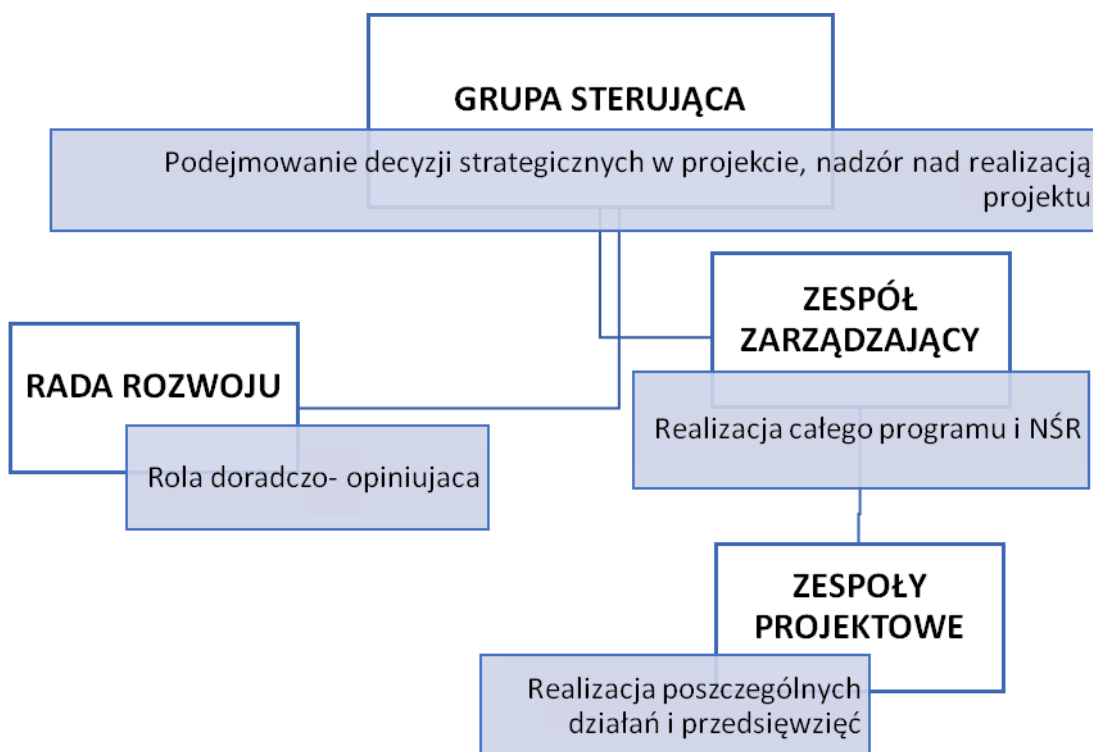 GRUPA STERUJĄCA
Podejmowanie decyzji strategicznych w projekcie, nadzór nad realizacją
projektu
ZESPÓŁ
ZARZĄDZAJĄCY
Realizacja całego programu i NŚR
RADA ROZWOJU
Rola doradczo- opiniujaca
ZESPOŁY
PROJEKTOWE
Realizacja poszczególnych
działań i przedsięwzięć